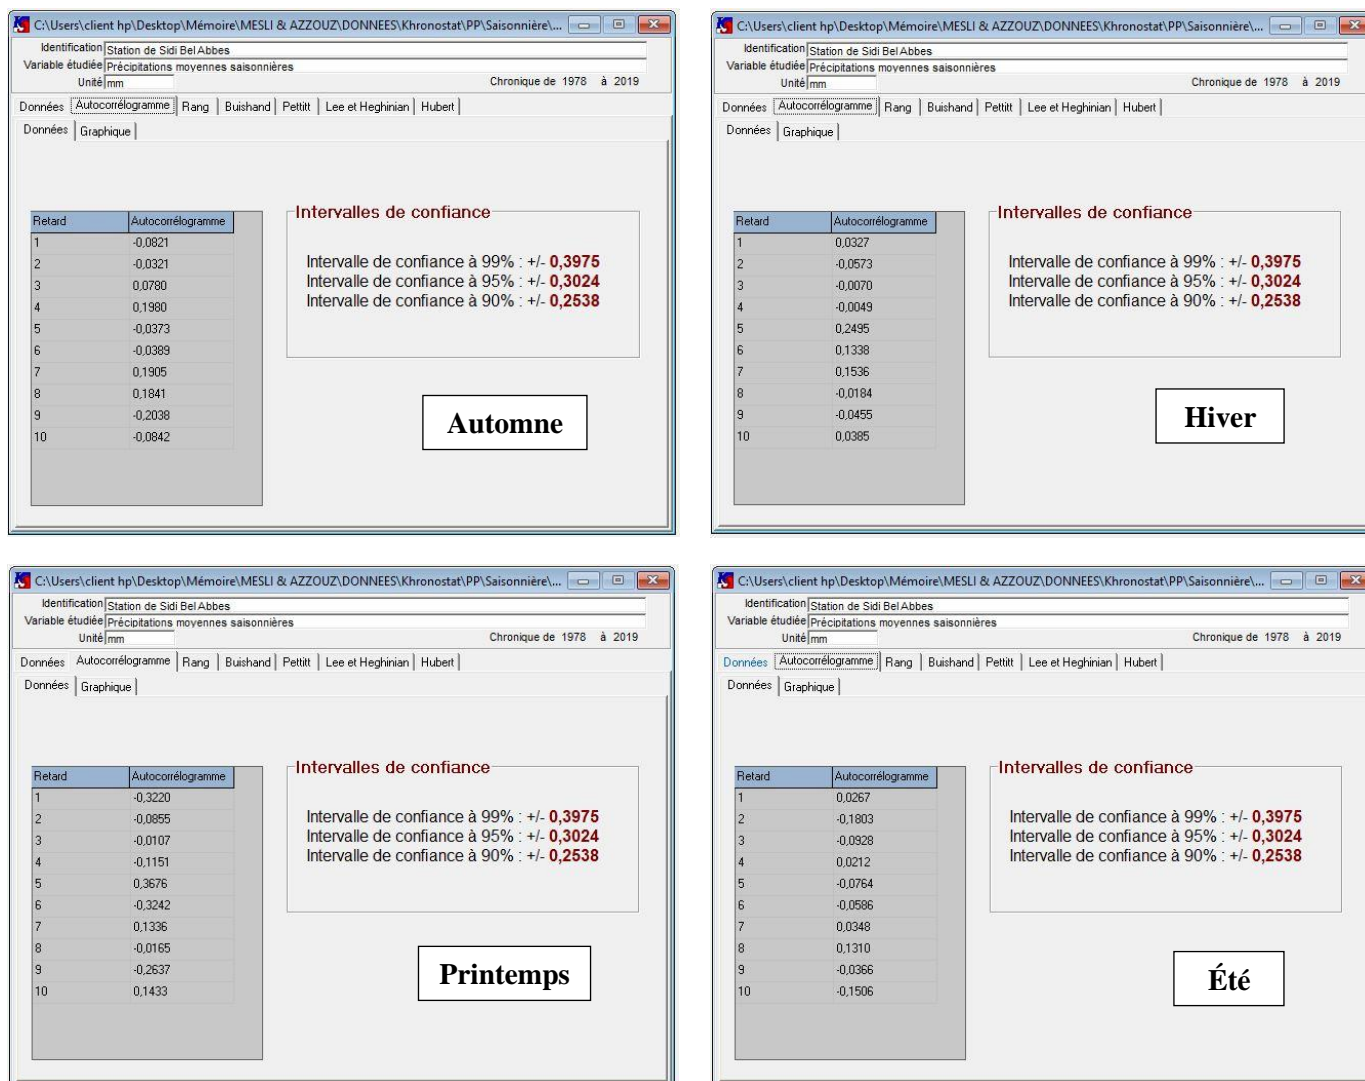 C:\Users\client hp\Desktop\Mémoire\MESLI & AZZOUZ\DONNEES\Khronostat\PP\Saisonnière\...
Identification Station de Sidi Bel Abbes
Variable étudiée Précipitations moyennes saisonnières
Unité mm Chronique de 1978 à 2019
Données Autocorrélogramme Rang Buishand Pettitt Lee et Heghinian Hubert
Données Graphique
Intervalles de confiance
Retard Autocorrélogramme
1 -0,0821
2 -0,0321
3 0,0780
4 0,1980
5 -0,0373
6 -0,0389
7 0,1905
8 0,1841
9 -0,2038
10 -0,0842
Intervalle de confiance à 99% : +/- 0,3975
Intervalle de confiance à 95% : +/- 0,3024
Intervalle de confiance à 90% : +/- 0,2538
Automne
C:\Users\client hp\Desktop\Mémoire\MESLI & AZZOUZ\DONNEES\Khronostat\PP\Saisonnière\...
Identification Station de Sidi Bel Abbes
Variable étudiée Précipitations moyennes saisonnières
Unité mm Chronique de 1978 à 2019
Données Autocorrélogramme Rang Buishand Pettitt Lee et Heghinian Hubert
Données Graphique
Intervalles de confiance
Retard Autocorrélogramme
1 0,0327
2 -0,0573
3 -0,0070
4 -0,0049
5 0,2495
6 0,1338
7 0,1536
8 -0,0184
9 -0,0455
10 0,0385
Intervalle de confiance à 99% : +/- 0,3975
Intervalle de confiance à 95% : +/- 0,3024
Intervalle de confiance à 90% : +/- 0,2538
Hiver
C:\Users\client hp\Desktop\Mémoire\MESLI & AZZOUZ\DONNEES\Khronostat\PP\Saisonnière\...
Identification Station de Sidi Bel Abbes
Variable étudiée Précipitations moyennes saisonnières
Unité mm Chronique de 1978 à 2019
Données Autocorrélogramme Rang Buishand Pettitt Lee et Heghinian Hubert
Données Graphique
Intervalles de confiance
Retard Autocorrélogramme
1 -0,3220
2 -0,0855
3 -0,0107
4 -0,1151
5 0,3676
6 -0,3242
7 0,1336
8 -0,0165
9 -0,2637
10 0,1433
Intervalle de confiance à 99% : +/- 0,3975
Intervalle de confiance à 95% : +/- 0,3024
Intervalle de confiance à 90% : +/- 0,2538
Printemps
C:\Users\client hp\Desktop\Mémoire\MESLI & AZZOUZ\DONNEES\Khronostat\PP\Saisonnière\...
Identification Station de Sidi Bel Abbes
Variable étudiée Précipitations moyennes saisonnières
Unité mm Chronique de 1978 à 2019
Données Autocorrélogramme Rang Buishand Pettitt Lee et Heghinian Hubert
Données Graphique
Intervalles de confiance
Retard Autocorrélogramme
1 0,0267
2 -0,1803
3 -0,0928
4 0,0212
5 -0,0764
6 -0,0586
7 0,0348
8 0,1310
9 -0,0366
10 -0,1506
Intervalle de confiance à 99% : +/- 0,3975
Intervalle de confiance à 95% : +/- 0,3024
Intervalle de confiance à 90% : +/- 0,2538
Été